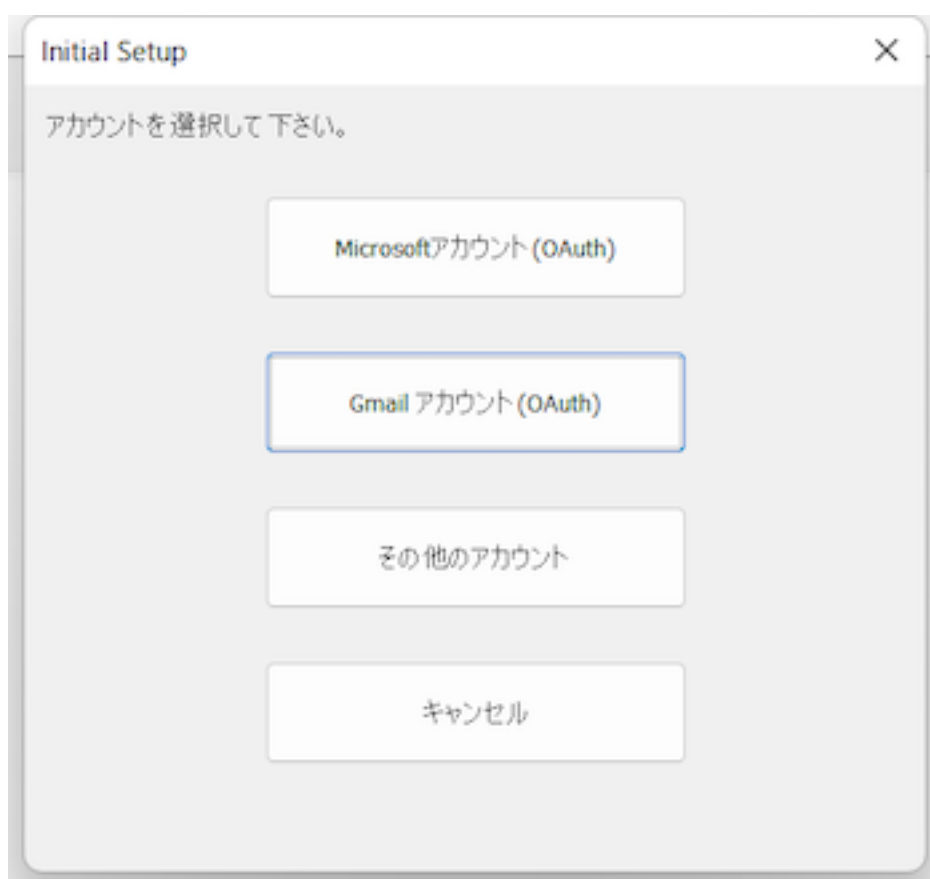 Initial Setup
アカウントを選択して下さい。
Microsoftアカウント(OAuth)
Gmail アカウント(OAuth)
その他のアカウント
キャンセル